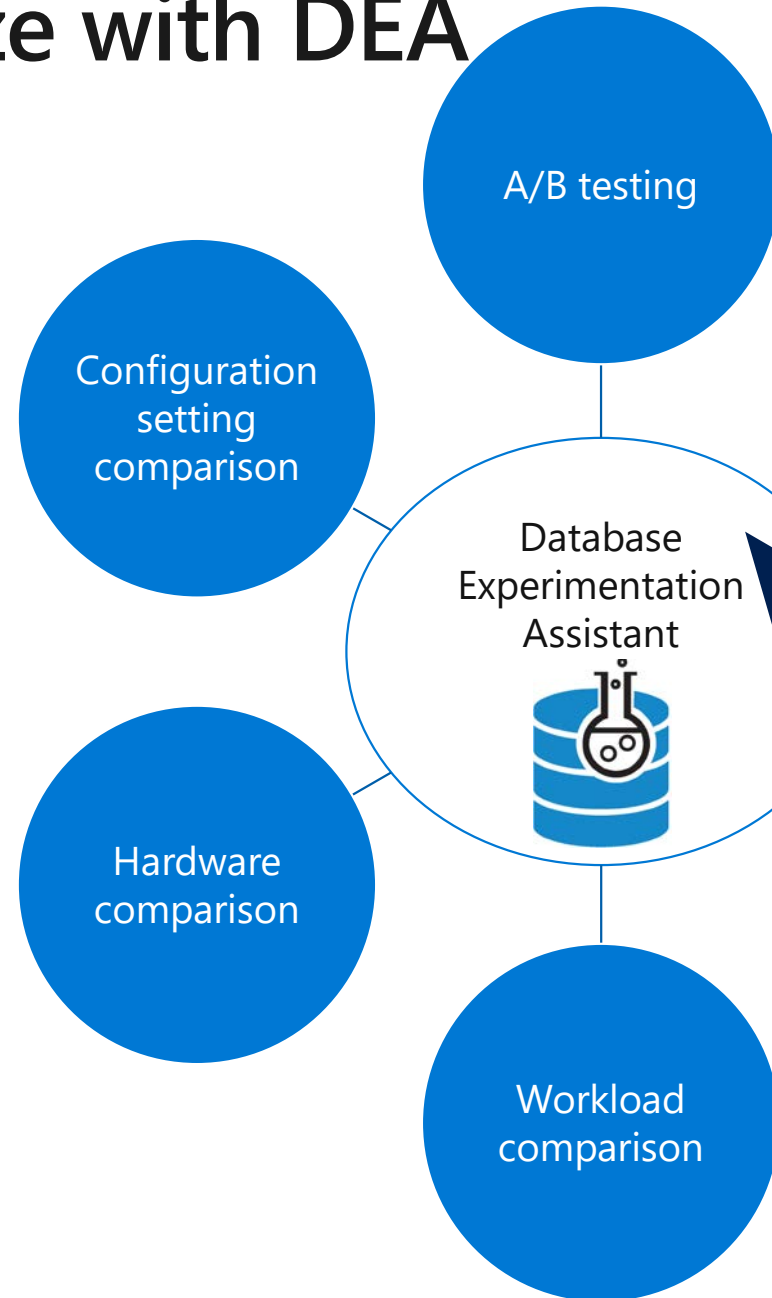 ze with DEA
A/B testing
Configuration
setting
comparison
Database
Experimentation
Assistant
Hardware
comparison
Workload
comparison